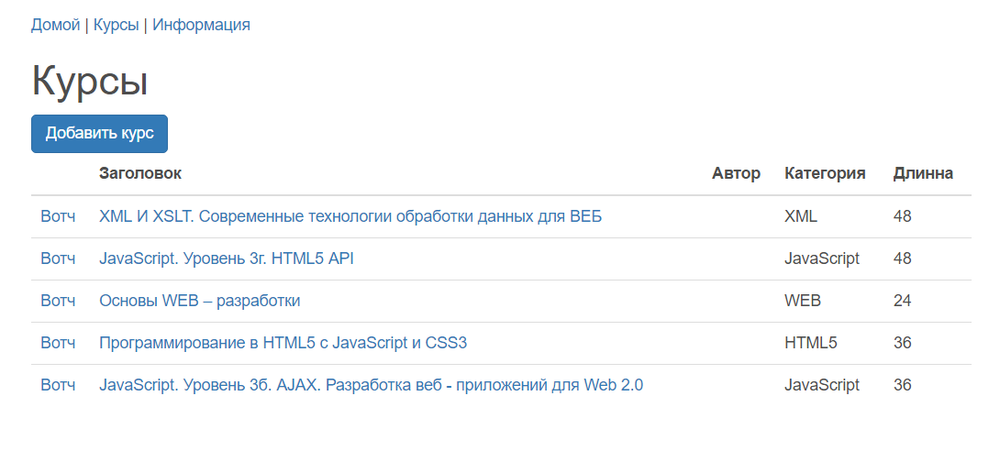 Домой | Курсы | Информация
Курсы
Добавить курс
Заголовок Автор Категория Длинна
Вотч XML И XSLT. Современные технологии обработки данных для ВЕБ XML 48
Вотч JavaScript. Уровень 3г. HTML5 API JavaScript 48
Вотч Основы WEB – разработки WEB 24
Вотч Программирование в HTML5 с JavaScript и CSS3 HTML5 36
Вотч JavaScript. Уровень 3б. AJAX. Разработка веб - приложений для Web 2.0 JavaScript 36